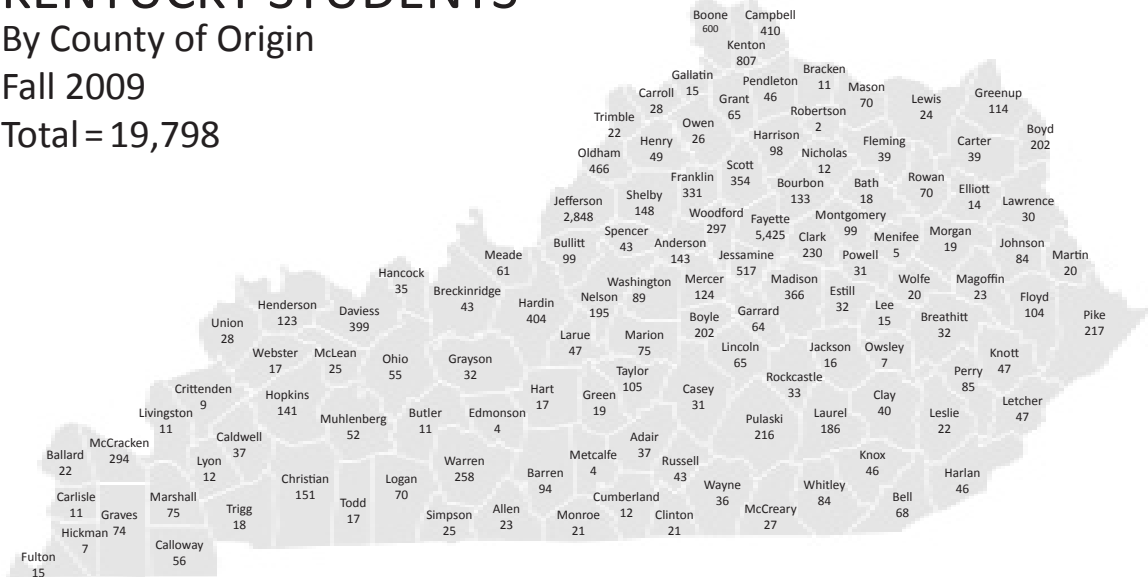 KENTUCKY STUDENTS
By County of Origin
Fall 2009
Total = 19,798
Boone
600
Campbell
410
Kenton
807
Gallatin
15
Pendleton
46
Bracken
11
Mason
70
Lewis
24
Greenup
114
Carroll
28
Grant
65
Robertson
2
Trimble
22
Owen
26
Boyd
202
Henry
49
Harrison
98
Fleming
39
Carter
39
Oldham
466
Nicholas
12
Scott
354
Franklin
331
Bourbon
133
Bath
18
Rowan
70
Elliott
14
Jefferson
2,848
Shelby
148
Lawrence
30
Woodford
297
Fayette
5,425
Montgomery
99
Spencer
43
Bullitt
99
Anderson
143
Clark
230
Menifee
5
Morgan
19
Johnson
84
Martin
20
Meade
61
Jessamine
517
Powell
31
Hancock
35
Breckinridge
43
Hardin
404
Nelson
195
Washington
89
Mercer
124
Madison
366
Estill
32
Wolfe
20
Magoffin
23
Henderson
123
Daviess
399
Lee
15
Floyd
104
Union
28
Boyle
202
Garrard
64
Breathitt
32
Pike
217
Larue
47
Marion
75
Webster
17
McLean
25
Ohio
55
Grayson
32
Lincoln
65
Jackson
16
Owsley
7
Knott
47
Taylor
105
Rockcastle
33
Perry
85
Crittenden
9
Hopkins
141
Hart
17
Green
19
Casey
31
Clay
40
Letcher
47
Livingston
11
Muhlenberg
52
Butler
11
Edmonson
4
Pulaski
216
Laurel
186
Leslie
22
McCracken
294
Caldwell
37
Adair
37
Ballard
22
Lyon
12
Warren
258
Metcalfe
4
Russell
43
Knox
46
Christian
151
Logan
70
Barren
94
Harlan
46
Carlisle
11
Marshall
75
Todd
17
Cumberland
12
Wayne
36
Whitley
84
Bell
68
Graves
74
Trigg
18
Simpson
25
Allen
23
Monroe
21
Clinton
21
McCreary
27
Hickman
7
Calloway
56
Fulton
15